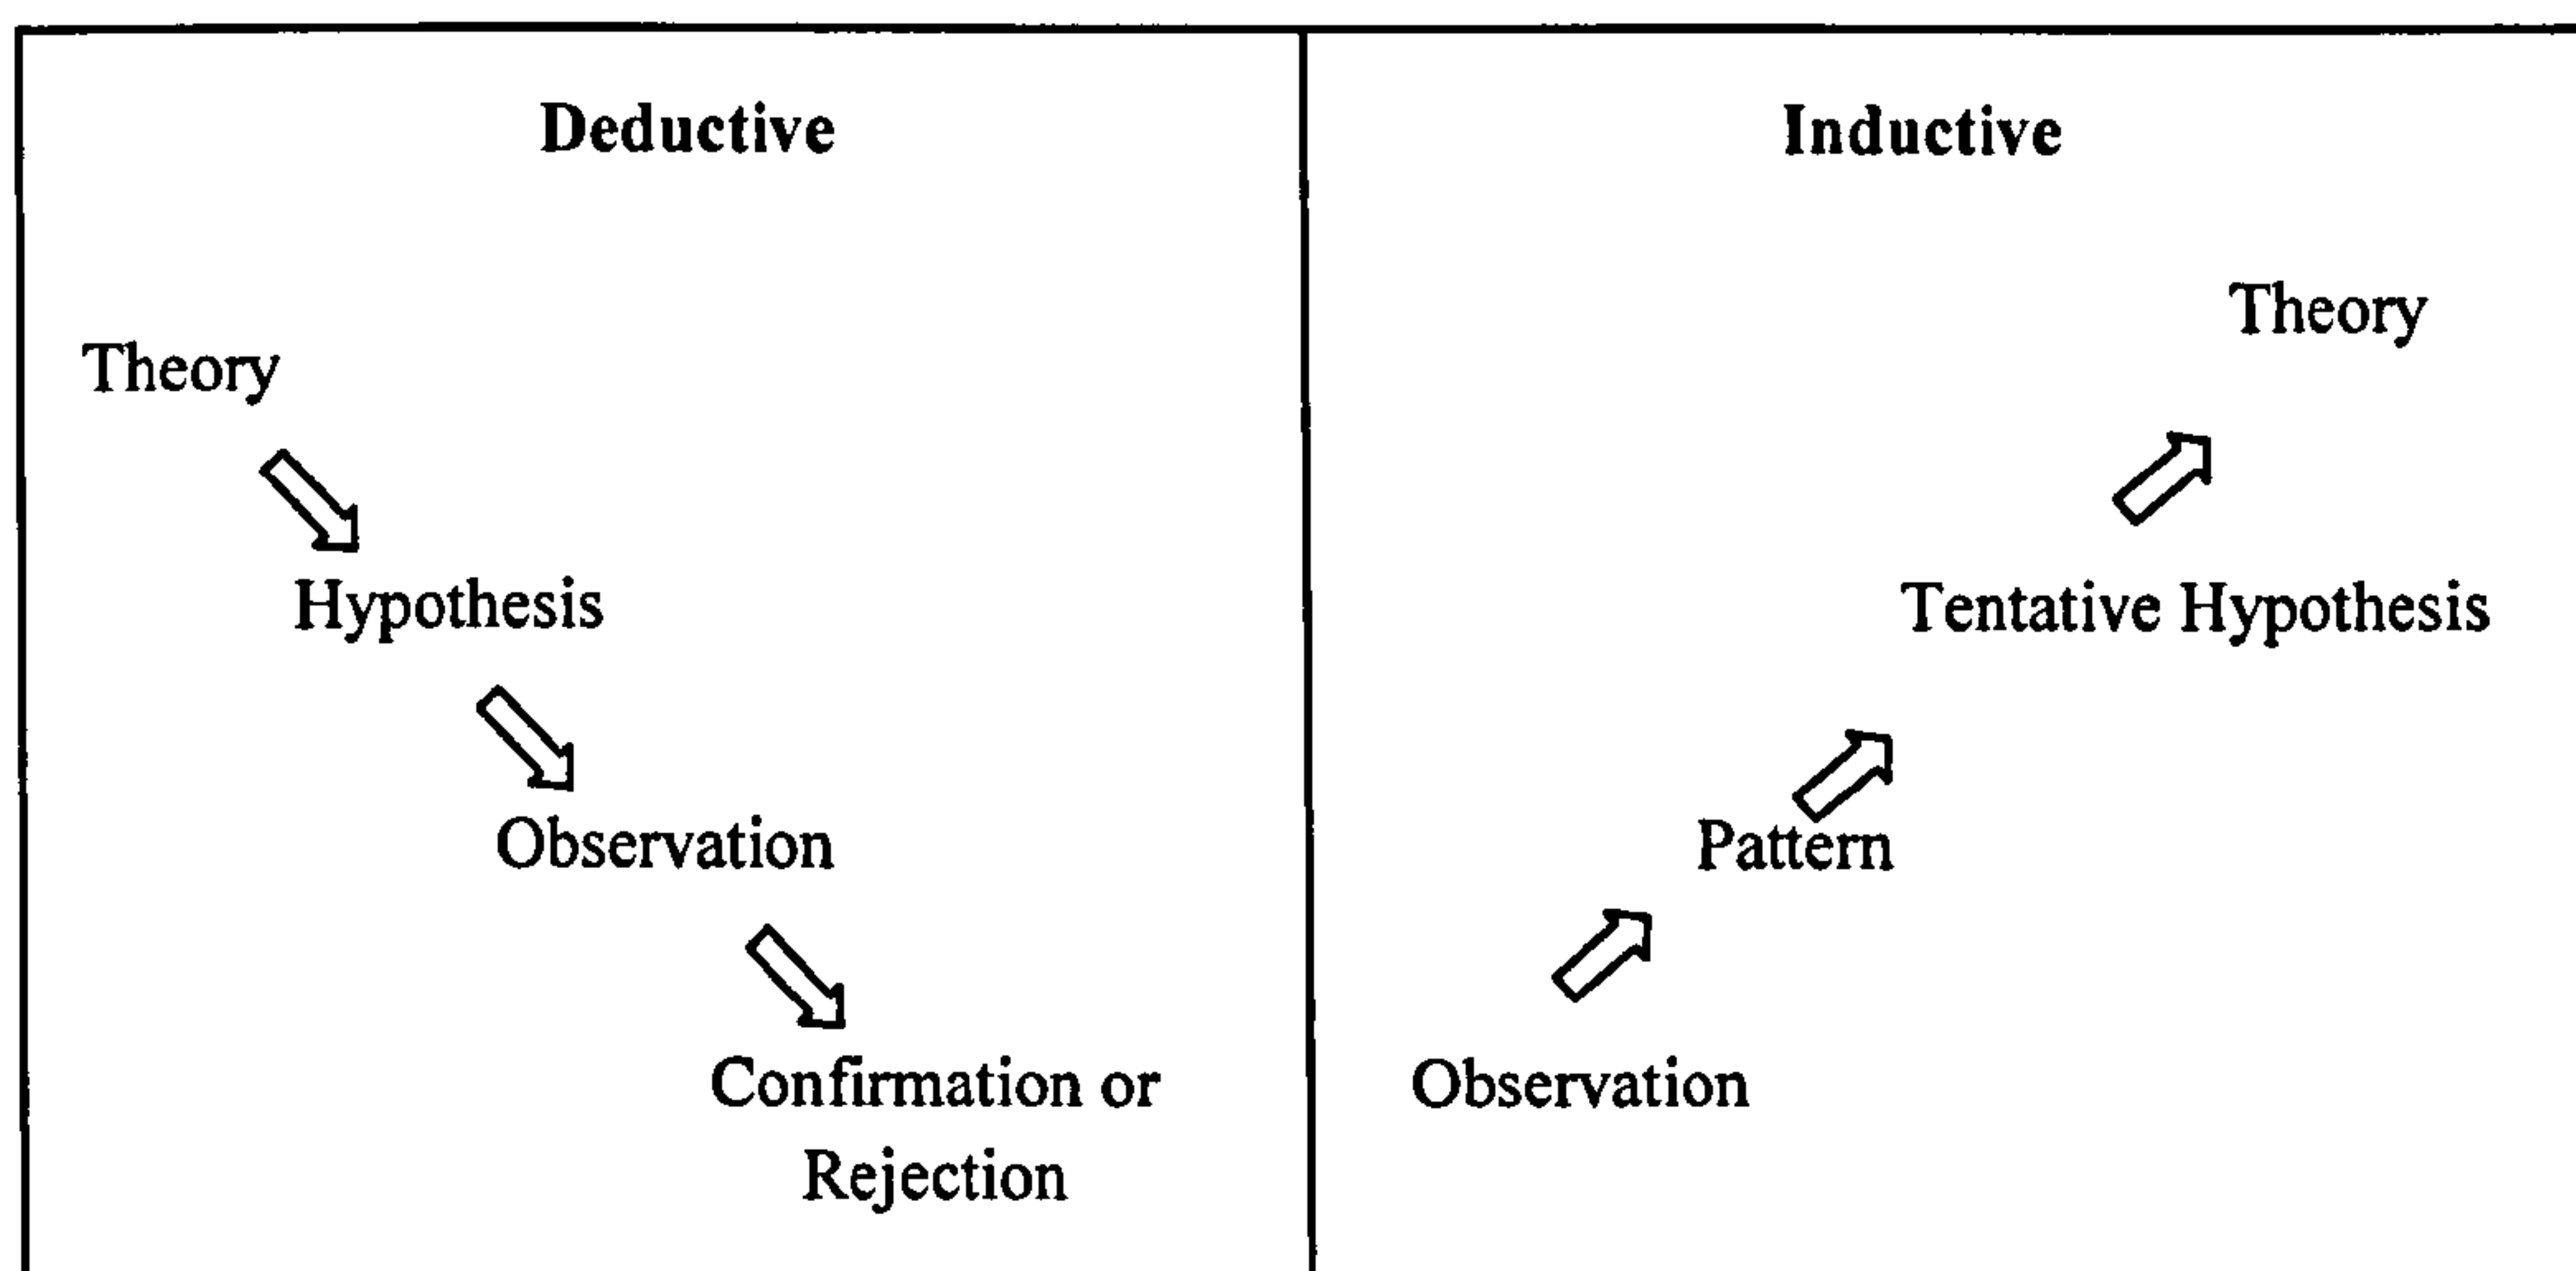 Deductive
Theory
Hypothesis
Observation
Confirmation or
Rejection
Inductive
Theory
Tentative Hypothesis
Pattern
Observation